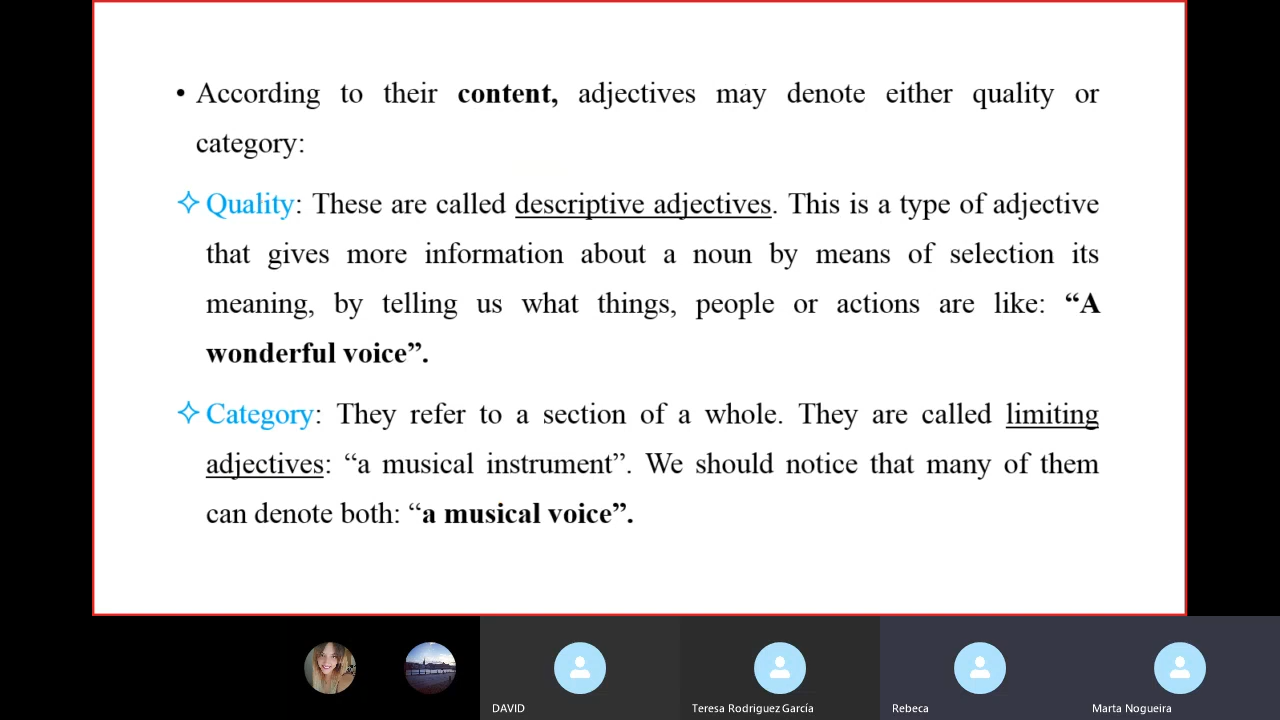 • According to their content, adjectives may denote either quality or
category:
✧ Quality: These are called descriptive adjectives. This is a type of adjective
that gives more information about a noun by means of selection its
meaning, by telling us what things, people or actions are like: “A
wonderful voice”.
✧ Category: They refer to a section of a whole. They are called limiting
adjectives: “a musical instrument”. We should notice that many of them
can denote both: “a musical voice”.
DAVID
Teresa Rodriguez García
Rebeca
Marta Nogueira